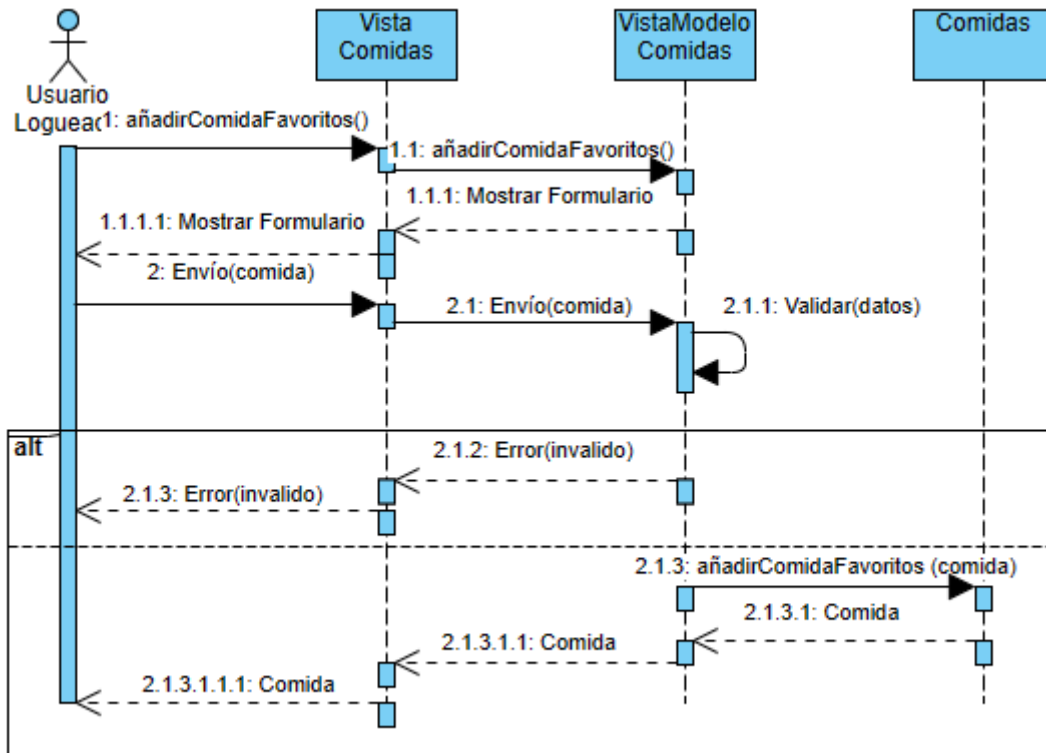 Vista
Comidas
VistaModelo
Comidas
Comidas
Usuario
1: añadirComidaFavoritos()
1.1: añadirComidaFavoritos()
1.1.1: Mostrar Formulario
1.1.1.1: Mostrar Formulario
2: Envío(comida)
2.1: Envío(comida)
2.1.1: Validar(datos)
alt
2.1.2: Error(invalido)
2.1.3: Error(invalido)
2.1.3: añadirComidaFavoritos (comida)
2.1.3.1: Comida
2.1.3.1.1: Comida
2.1.3.1.1.1: Comida